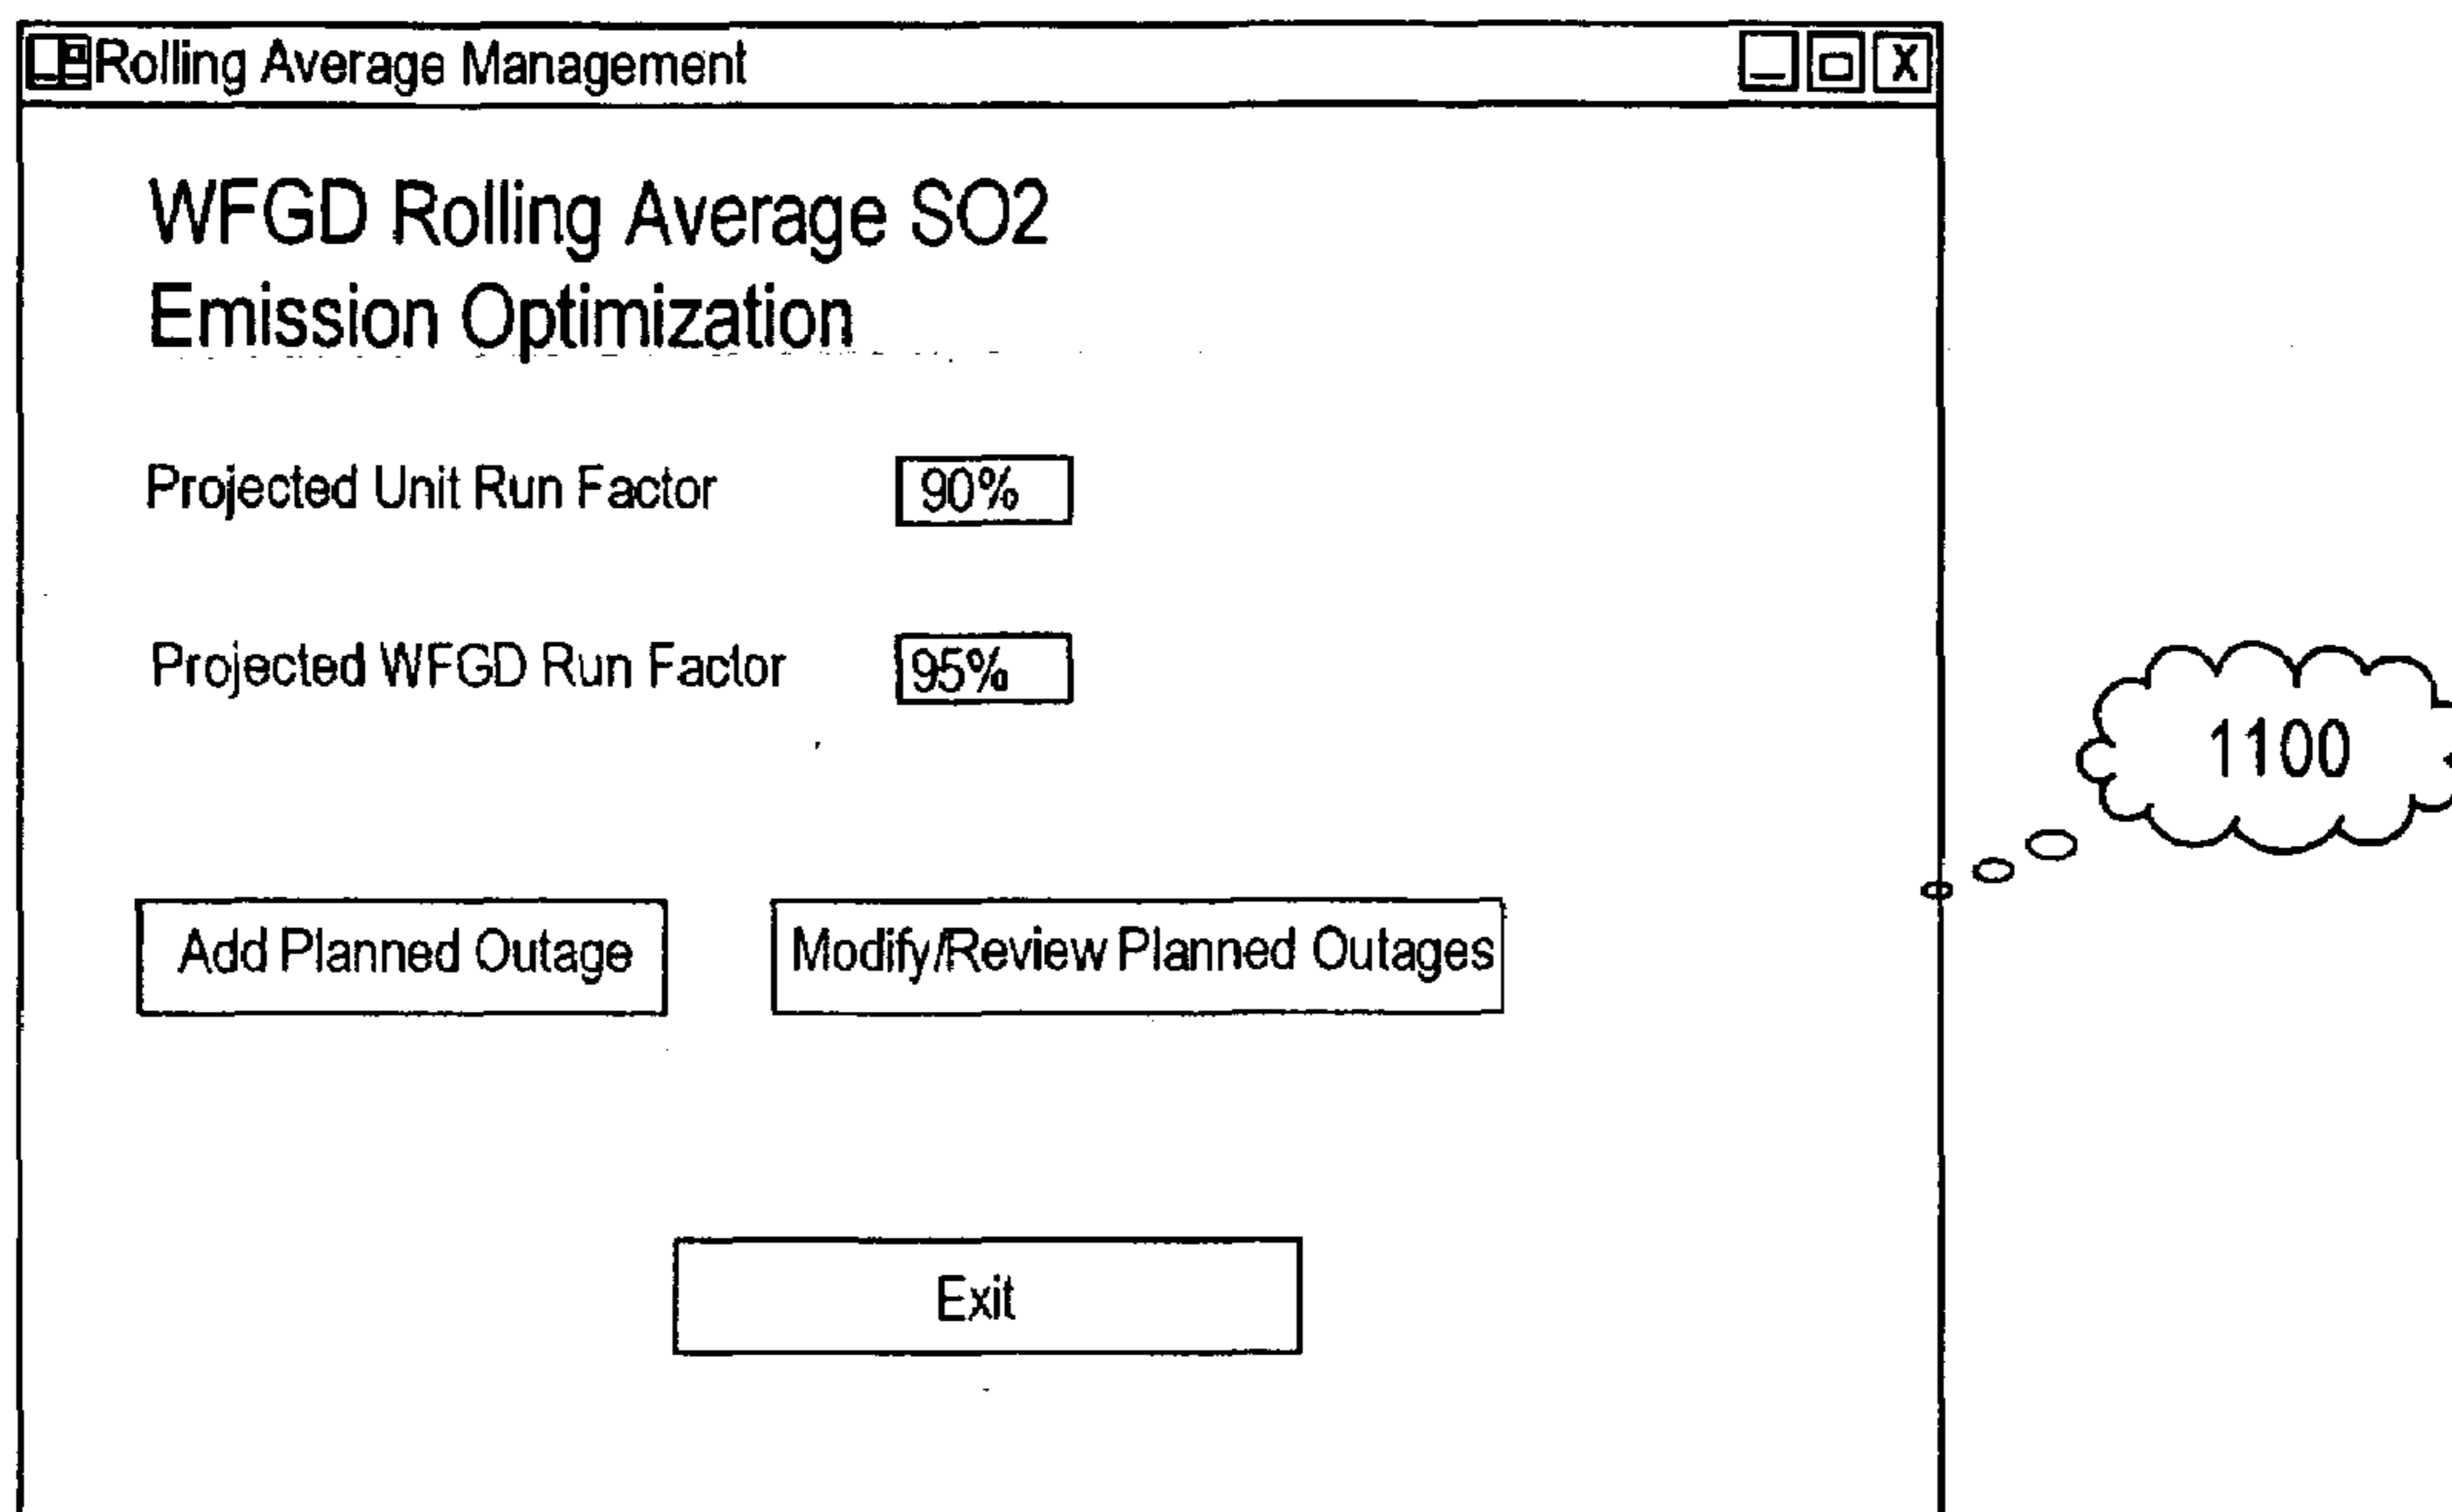 Rolling Average Management
X
WFGD Rolling Average SO2
Emission Optimization
Projected Unit Run Factor 90%
Projected WFGD Run Factor 95%
1100
Add Planned Outage Modify/Review Planned Outages
Exit